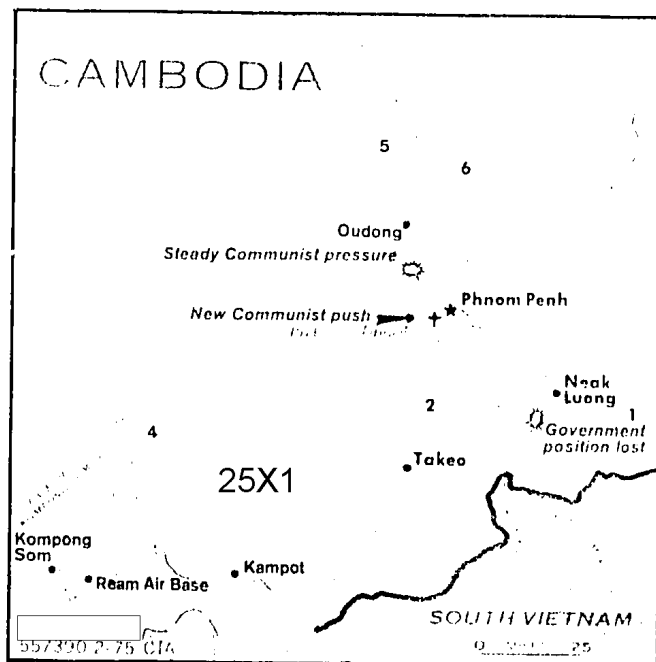 CAMBODIA
5
6
Oudong
Steady Communist pressure
Phnom Penh
New Communist push
Neak
Luong
2
1
4
Government
position lost
Takeo
25X1
Kompong
Som
Ream Air Base
Kampot
SOUTH VIETNAM
557390 2-75 CIA
0 25